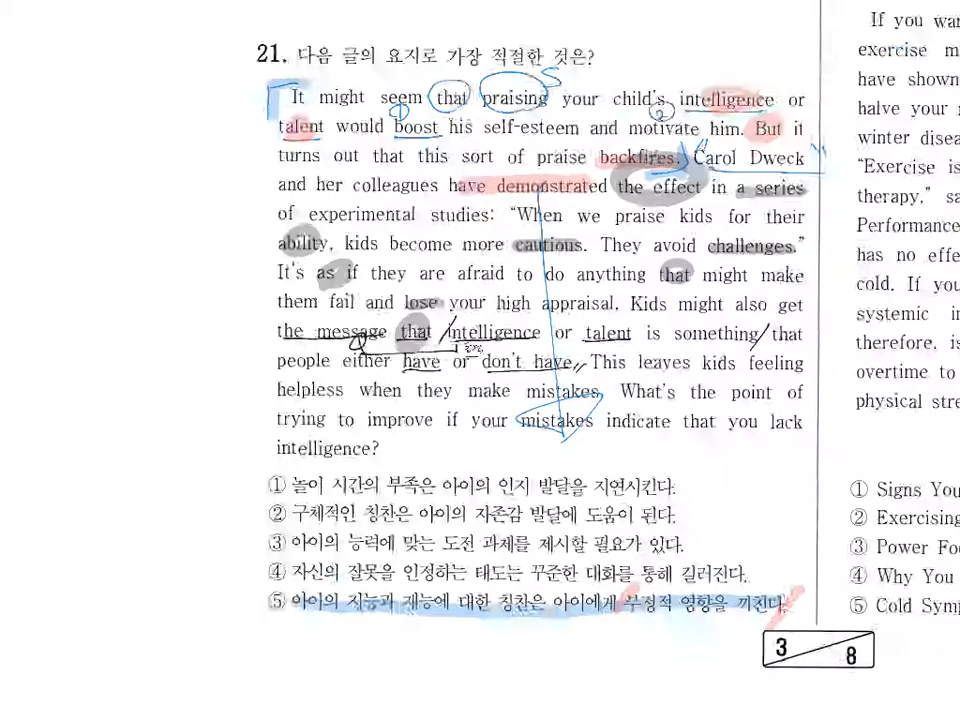 21. 다음 글의 요지로 가장 적절한 것은?
It might seem that praising your child's intelligence or
talent would boost his self-esteem and motivate him. But it
turns out that this sort of praise backfires. Carol Dweck
and her colleagues have demonstrated the effect in a series
of experimental studies: “When we praise kids for their
ability, kids become more cautious. They avoid challenges.”
It's as if they are afraid to do anything that might make
them fail and lose your high appraisal. Kids might also get
the message that intelligence or talent is something that
people either have or don't have. This leaves kids feeling
helpless when they make mistakes. What's the point of
trying to improve if your mistakes indicate that you lack
intelligence?
① 놀이 시간의 부족은 아이의 인지 발달을 지연시킨다.
② 구체적인 칭찬은 아이의 자존감 발달에 도움이 된다.
③ 아이의 능력에 맞는 도전 과제를 제시할 필요가 있다.
④ 자신의 잘못을 인정하는 태도는 꾸준한 대화를 통해 길러진다.
⑤ 아이의 지능과 재능에 대한 칭찬은 아이에게 부정적 영향을 끼친다.
3 8
If you
exercise
have shown
halve your
winter
“Exercise is
therapy,”
Performance
has no
cold. If you
systemic
therefore, is
overtime to
physical
① Signs
② Exercising
③ Power
④ Why You
⑤ Cold